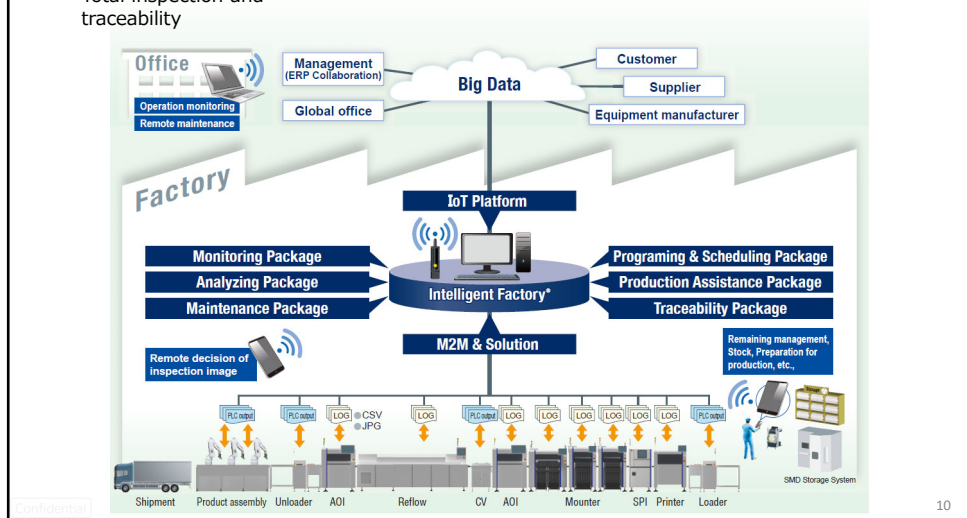 Total inspection and
traceability
Office
Operation monitoring
Remote maintenance
Management
(ERP Collaboration)
Global office
Big Data
Customer
Supplier
Equipment manufacturer
Factory
IoT Platform
Monitoring Package
Analyzing Package
Maintenance Package
Intelligent Factory®
Programing & Scheduling Package
Production Assistance Package
Traceability Package
M2M & Solution
Remote decision of
inspection image
Remaining management,
Stock, Preparation for
production, etc.,
PLC output
PLC output
LOG
CSV
JPG
LOG
PLC output
LOG
LOG
LOG
LOG
LOG
LOG
PLC output
SMD Storage System
Shipment
Product assembly
Unloader
AOI
Reflow
CV
AOI
Mounter
SPI
Printer
Loader
Confidential
10